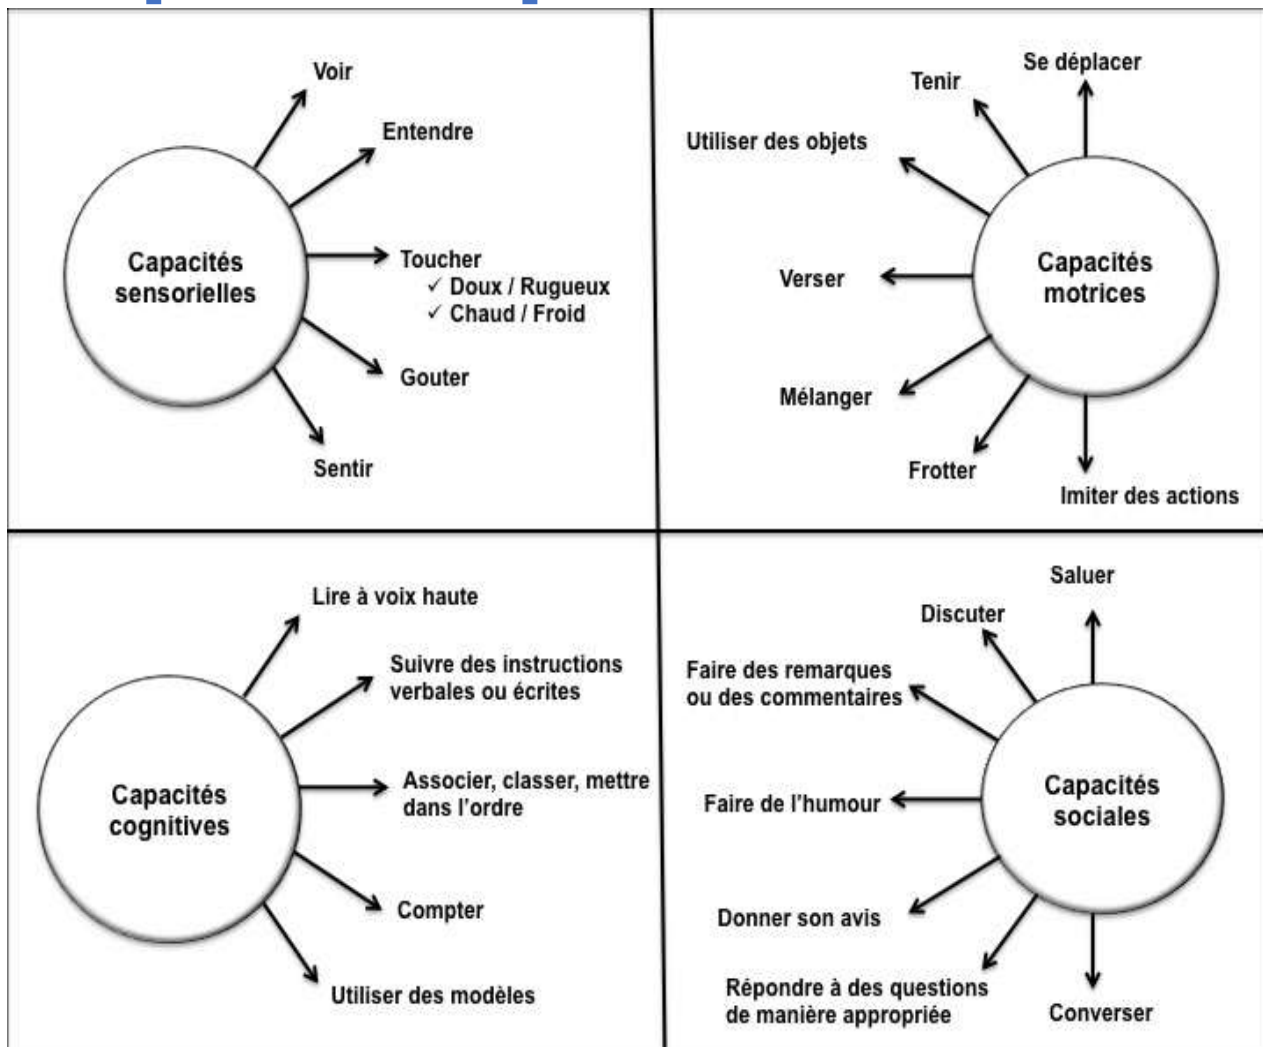 Capacités
sensorielles
Voir
Entendre
Toucher
✓ Doux / Rugueux
✓ Chaud / Froid
Gouter
Sentir
Capacités
motrices
Se déplacer
Tenir
Utiliser des objets
Verser
Mélanger
Frotter
Imiter des actions
Capacités
cognitives
Lire à voix haute
Suivre des instructions
verbales ou écrites
Associer, classer, mettre
dans l'ordre
Compter
Utiliser des modèles
Capacités
sociales
Saluer
Discuter
Faire des remarques
ou des commentaires
Faire de l'humour
Donner son avis
Répondre à des questions
de manière appropriée
Converser